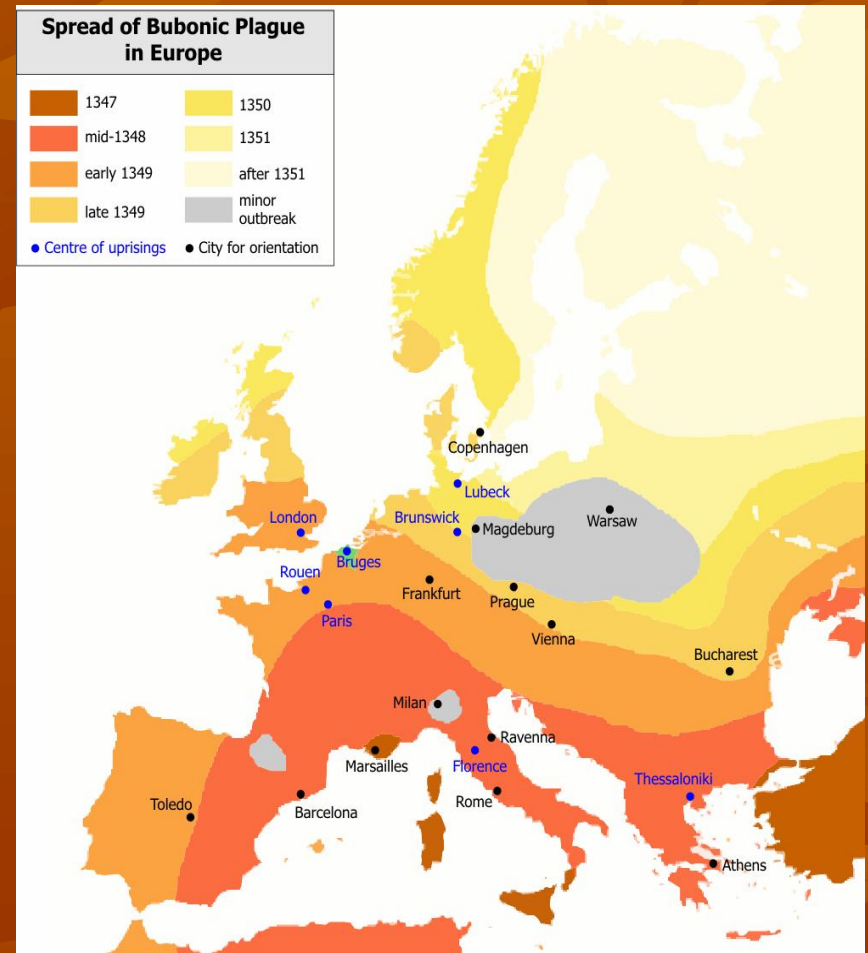 Spread of Bubonic Plague
in Europe
1347
1350
mid-1348
1351
early 1349
after 1351
late 1349
minor
outbreak
Centre of uprisings
City for orientation
Copenhagen
Lubeck
London
Brunswick
Magdeburg
Warsaw
Bruges
Rouen
Frankfurt
Prague
Paris
Vienna
Bucharest
Milan
Ravenna
Marsailles
Florence
Thessaloniki
Toledo
Barcelona
Rome
Athens